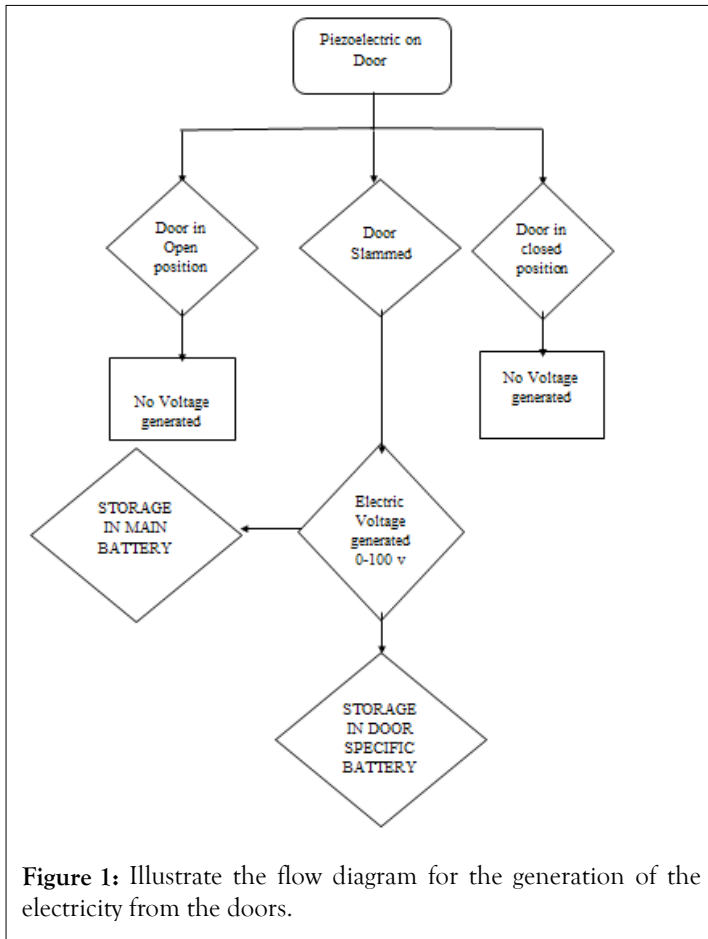 Piezoelectric on
Door
Door in
Open
position
Door
Slammed
Door in
closed
position
No Voltage
generated
No Voltage
generated
STORAGE
IN MAIN
BATTERY
Electric
Voltage
generated
0-100 v
STORAGE
IN DOOR
SPECIFIC
BATTERY
Figure 1: Illustrate the flow diagram for the generation of the
electricity from the doors.